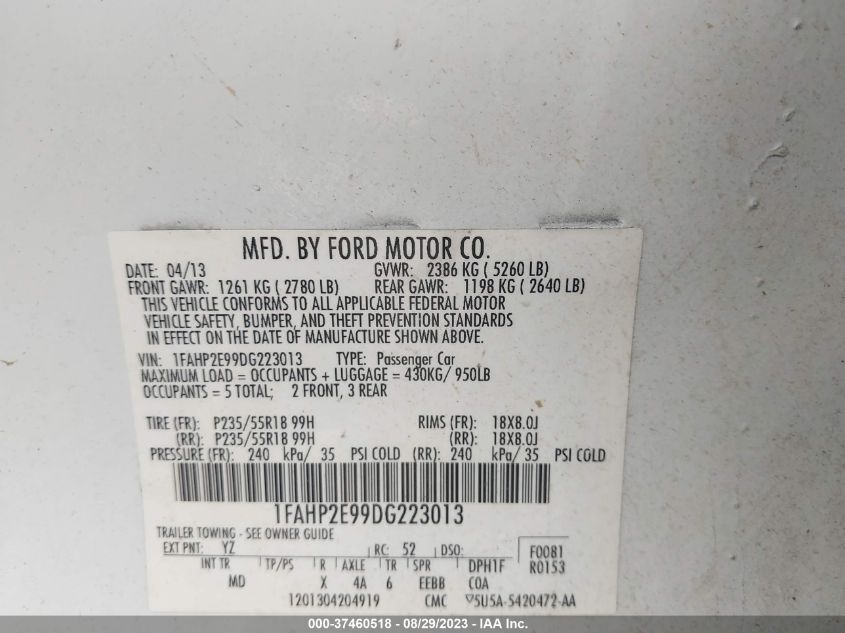 MFD. BY FORD MOTOR CO.
DATE: 04/13 GVWR: 2386 KG ( 5260 LB)
FRONT GAWR: 1261 KG ( 2780 LB) REAR GAWR: 1198 KG ( 2640 LB)
THIS VEHICLE CONFORMS TO ALL APPLICABLE FEDERAL MOTOR
VEHICLE SAFETY, BUMPER, AND THEFT PREVENTION STANDARDS
IN EFFECT ON THE DATE OF MANUFACTURE SHOWN ABOVE.
VIN: 1FAHP2E99DG223013 TYPE: Passenger Car
MAXIMUM LOAD = OCCUPANTS + LUGGAGE = 430KG/ 950LB
OCCUPANTS = 5 TOTAL; 2 FRONT, 3 REAR
TIRE (FR): P235/55R18 99H RIMS (FR): 18X8.0J
(RR): P235/55R18 99H (RR): 18X8.0J
PRESSURE (FR): 240 kPa/ 35 PSI COLD (RR): 240 kPa/ 35 PSI COLD
1FAHP2E99DG223013
TRAILER TOWING - SEE OWNER GUIDE
EXT PNT: YZ RC: 52 DSO: F0081
INT TR TP/PS R AXLE TR SPR DPH1F R0153
MD X 4A 6 EEBB COA
1201304204919 CMC 5U5A-5420472-AA
000-37460518 - 08/29/2023 - IAA Inc.